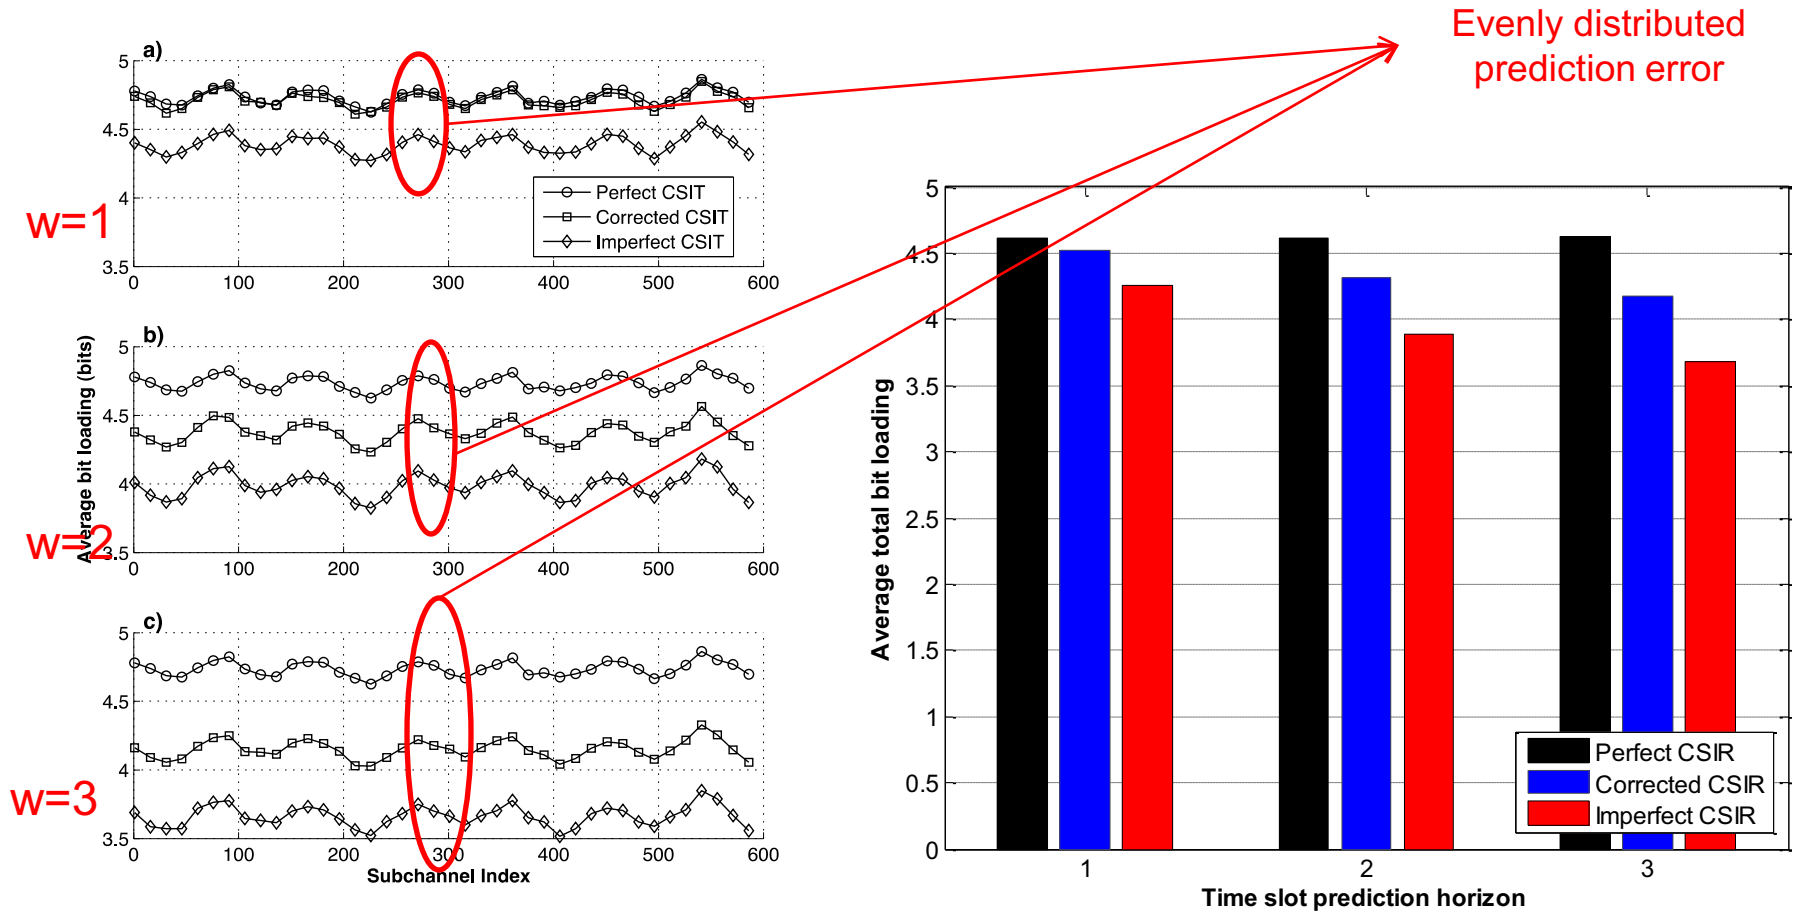 Evenly distributed
prediction error
a)
5
4.5
4
3.5
0 100 200 300 400 500 600
Perfect CSIT
Corrected CSIT
Imperfect CSIT
w=1
b)
5
4.5
4
3.5
0 100 200 300 400 500 600
Average bit loading (bits)
w=2
c)
5
4.5
4
3.5
0 100 200 300 400 500 600
Subchannel Index
w=3
5
4.5
4
3.5
3
2.5
2
1.5
1
0.5
0
1 2 3
Average total bit loading
Time slot prediction horizon
Perfect CSIR
Corrected CSIR
Imperfect CSIR